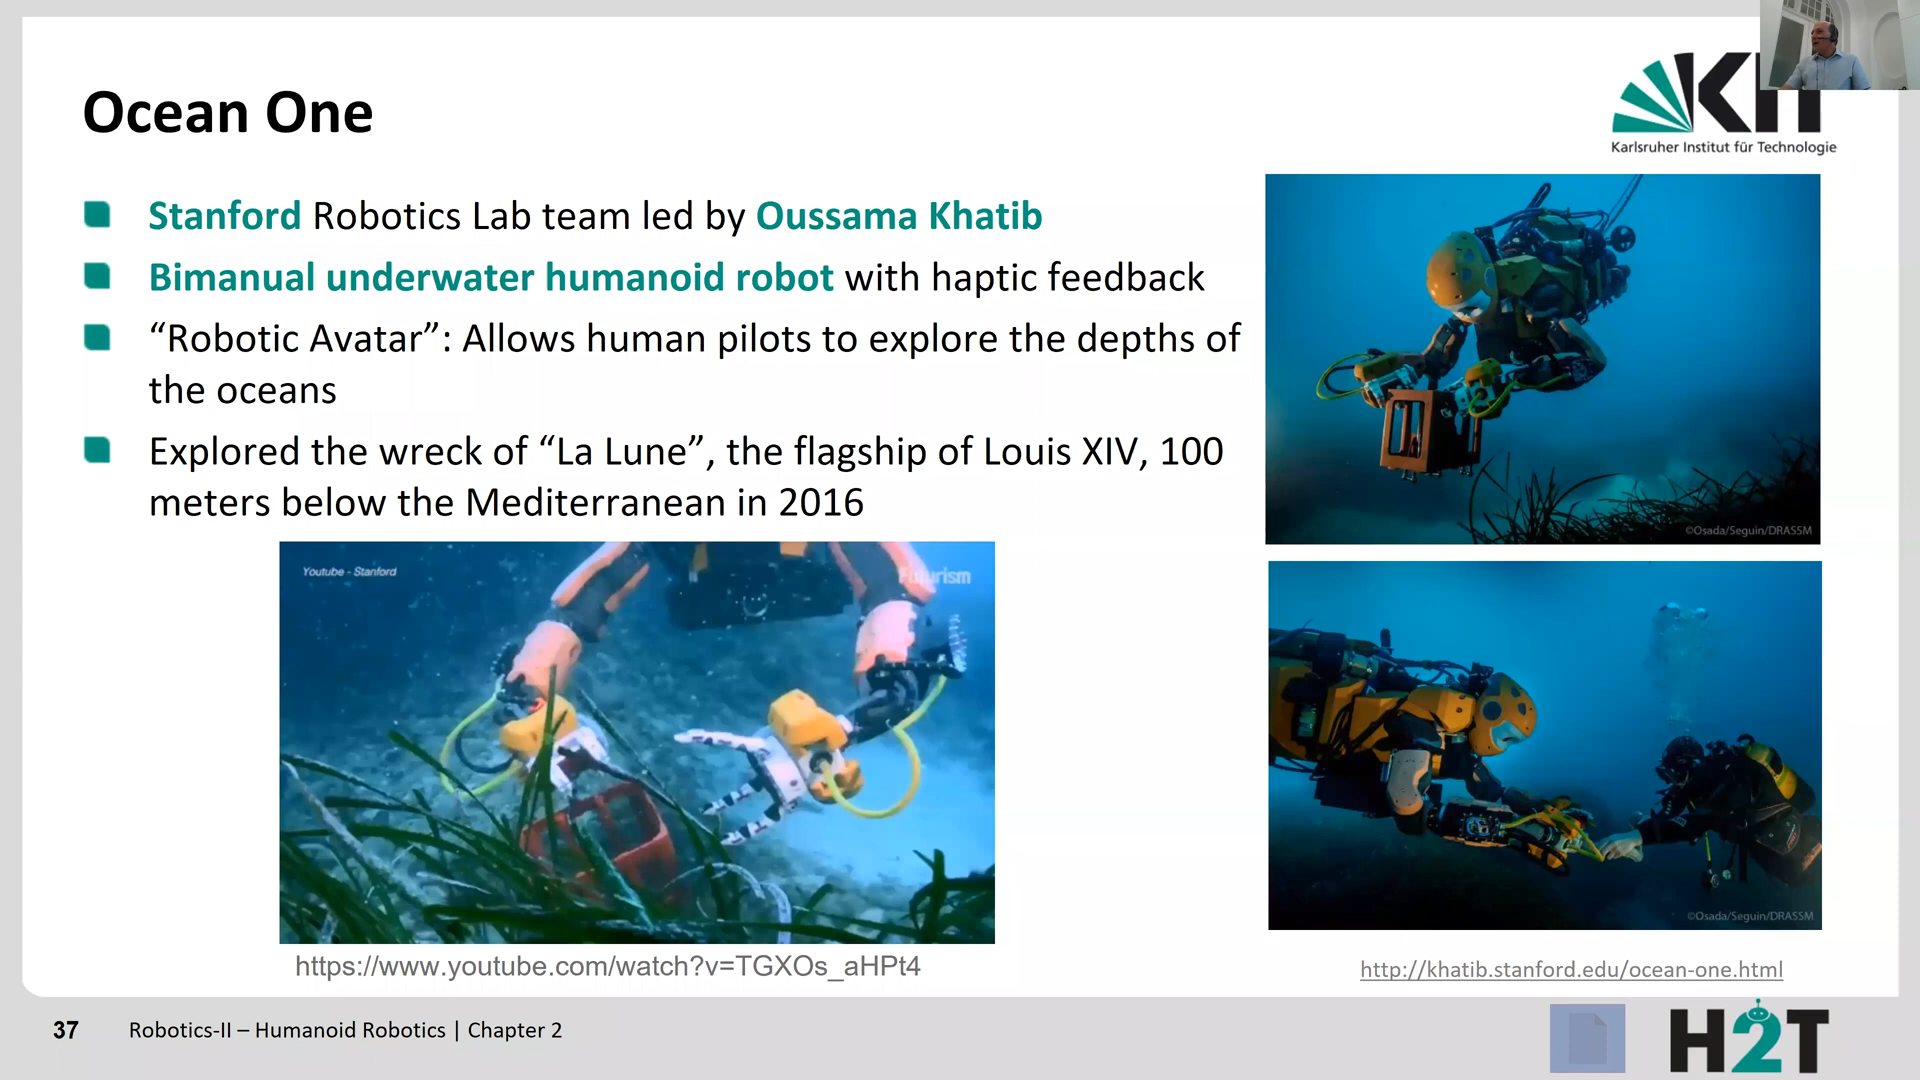 Ocean One
KIT
Karlsruher Institut für Technologie
Stanford Robotics Lab team led by Oussama Khatib
Bimanual underwater humanoid robot with haptic feedback
“Robotic Avatar”: Allows human pilots to explore the depths of
the oceans
Explored the wreck of “La Lune”, the flagship of Louis XIV, 100
meters below the Mediterranean in 2016
©Osada/Seguin/DRASSM
Youtube - Stanford
Futurism
©Osada/Seguin/DRASSM
https://www.youtube.com/watch?v=TGXOs_aHPt4
http://khatib.stanford.edu/ocean-one.html
37
Robotics-II – Humanoid Robotics | Chapter 2
H2T